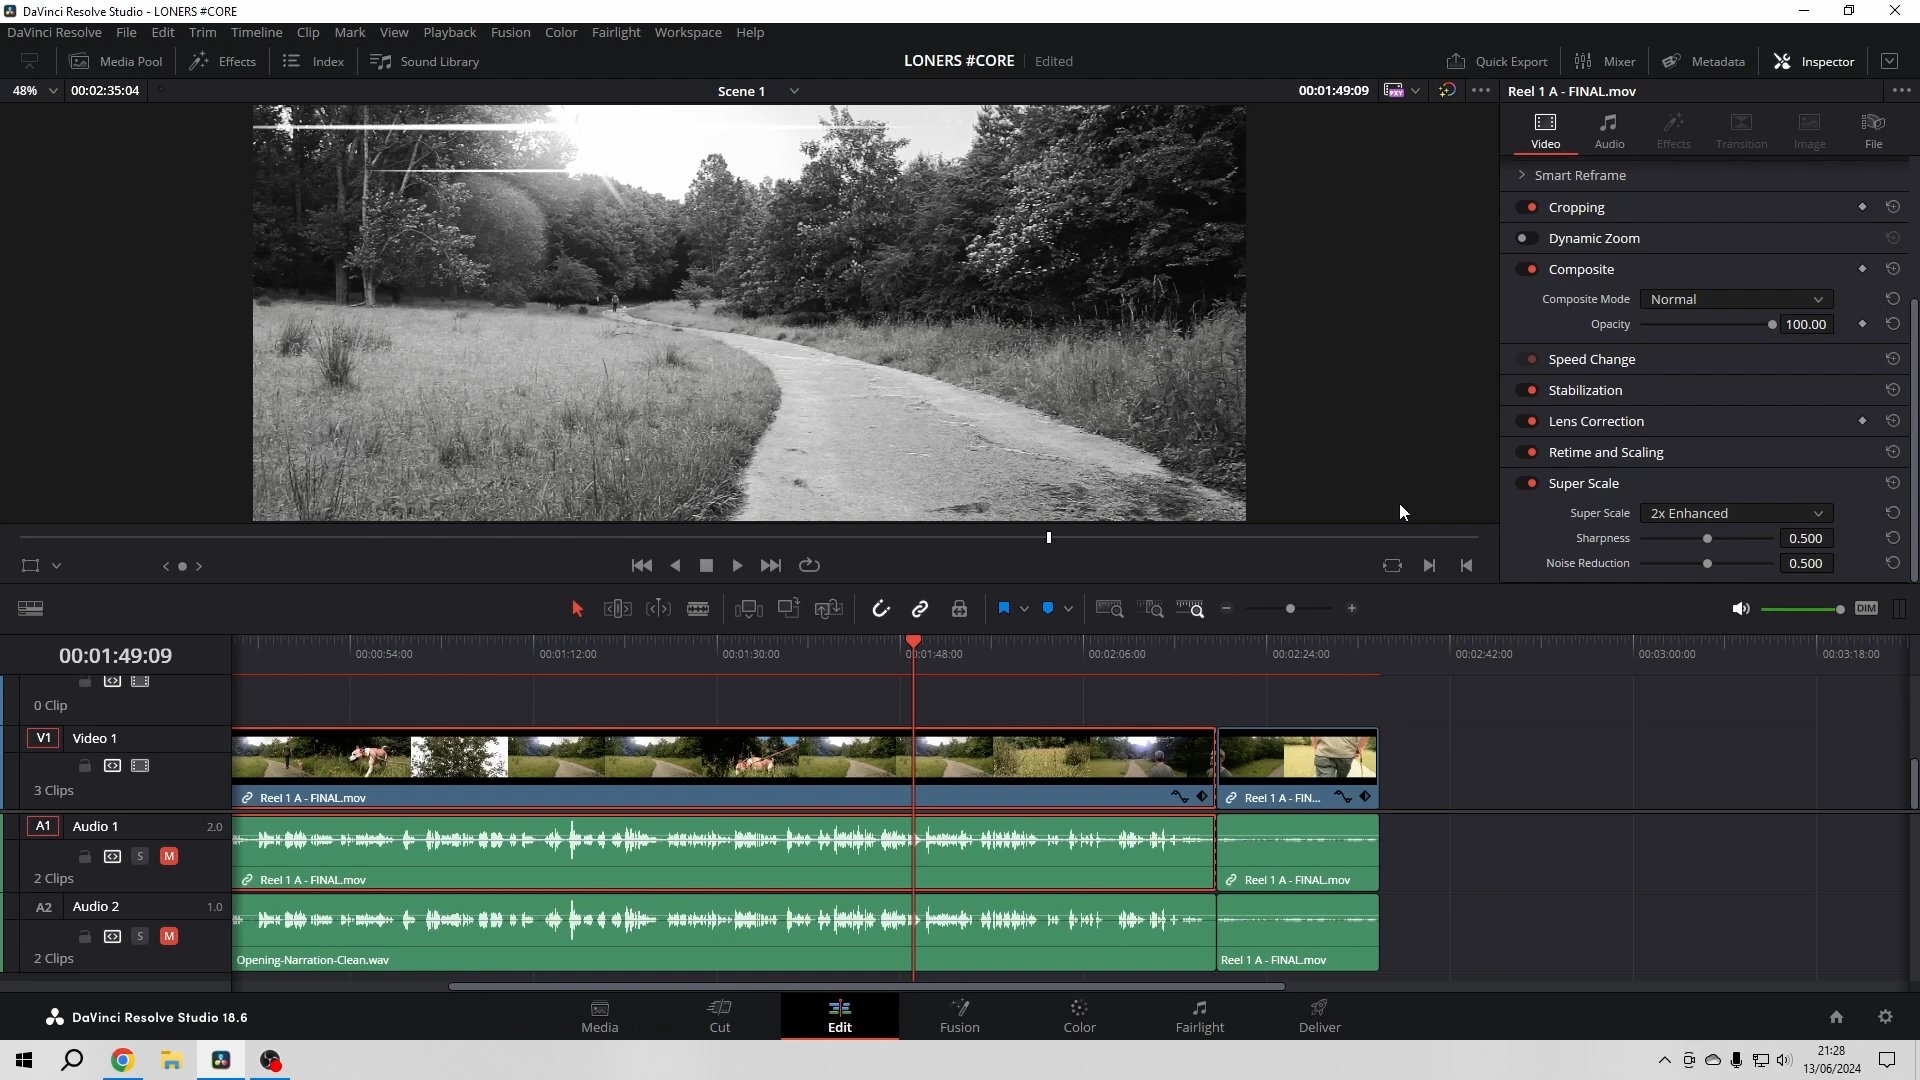 DaVinci Resolve Studio - LONERS #CORE
DaVinci Resolve File Edit Trim Timeline Clip Mark View Playback Fusion Color Fairlight Workspace Help
Media Pool Effects Index Sound Library LONERS #CORE Edited Quick Export Mixer Metadata Inspector
48% 00:02:35:04 Scene 1 00:01:49:09 PXY Reel 1 A - FINAL.mov
Video Audio Effects Transition Image File
Smart Reframe
Cropping
Dynamic Zoom
Composite
Composite Mode Normal
Opacity 100.00
Speed Change
Stabilization
Lens Correction
Retime and Scaling
Super Scale
Super Scale 2x Enhanced
Sharpness 0.500
Noise Reduction 0.500
DIM
00:01:49:09 00:00:54:00 00:01:12:00 00:01:30:00 00:01:48:00 00:02:06:00 00:02:24:00 00:02:42:00 00:03:00:00 00:03:18:00
0 Clip
V1 Video 1
3 Clips Reel 1 A - FINAL.mov Reel 1 A - FIN...
A1 Audio 1 2.0
S M
2 Clips Reel 1 A - FINAL.mov Reel 1 A - FINAL.mov
A2 Audio 2 1.0
S M
2 Clips Opening-Narration-Clean.wav Reel 1 A - FINAL.mov
DaVinci Resolve Studio 18.6 Media Cut Edit Fusion Color Fairlight Deliver
21:28
13/06/2024